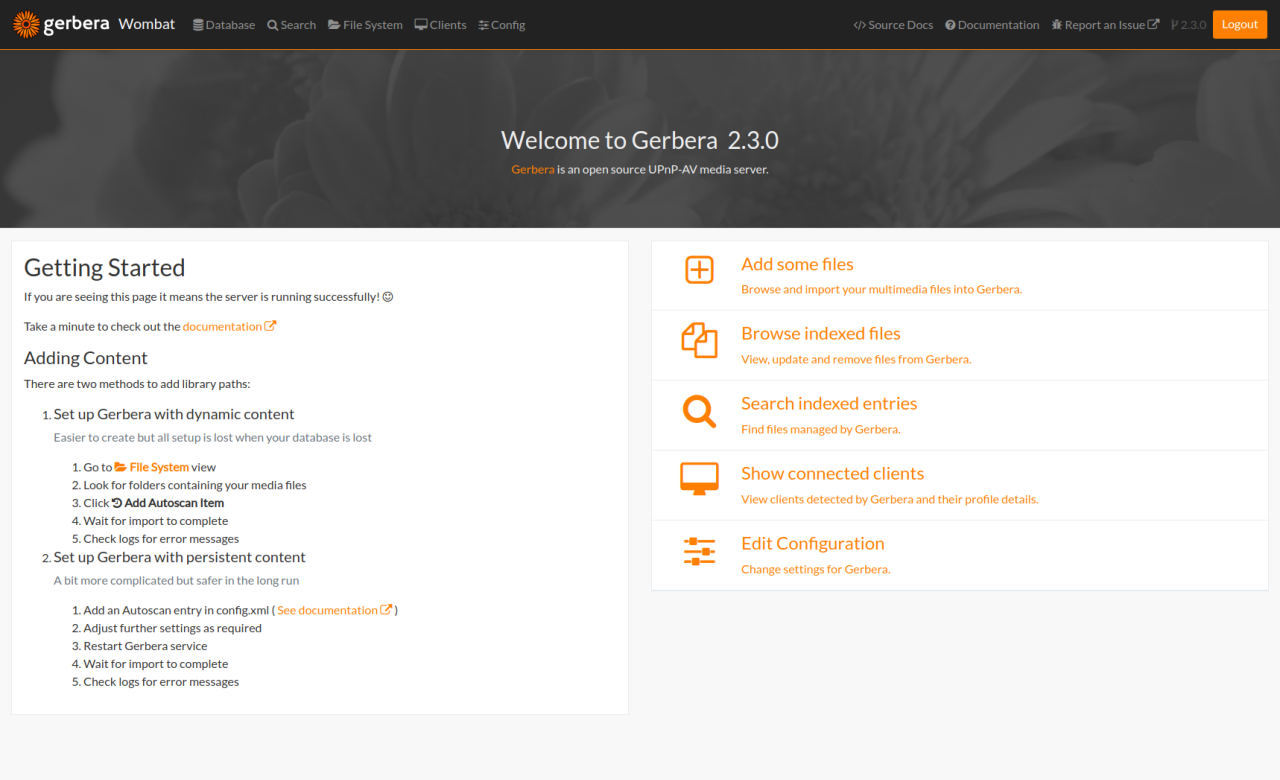 gerbera Wombat Database Search File System Clients Config Source Docs Documentation Report an Issue 2.3.0 Logout
Welcome to Gerbera 2.3.0
Gerbera is an open source UPnP-AV media server.
Getting Started
If you are seeing this page it means the server is running successfully!
Take a minute to check out the documentation
Adding Content
There are two methods to add library paths:
1. Set up Gerbera with dynamic content
Easier to create but all setup is lost when your database is lost
1. Go to File System view
2. Look for folders containing your media files
3. Click Add Autoscan Item
4. Wait for import to complete
5. Check logs for error messages
2. Set up Gerbera with persistent content
A bit more complicated but safer in the long run
1. Add an Autoscan entry in config.xml ( See documentation )
2. Adjust further settings as required
3. Restart Gerbera service
4. Wait for import to complete
5. Check logs for error messages
Add some files
Browse and import your multimedia files into Gerbera.
Browse indexed files
View, update and remove files from Gerbera.
Search indexed entries
Find files managed by Gerbera.
Show connected clients
View clients detected by Gerbera and their profile details.
Edit Configuration
Change settings for Gerbera.